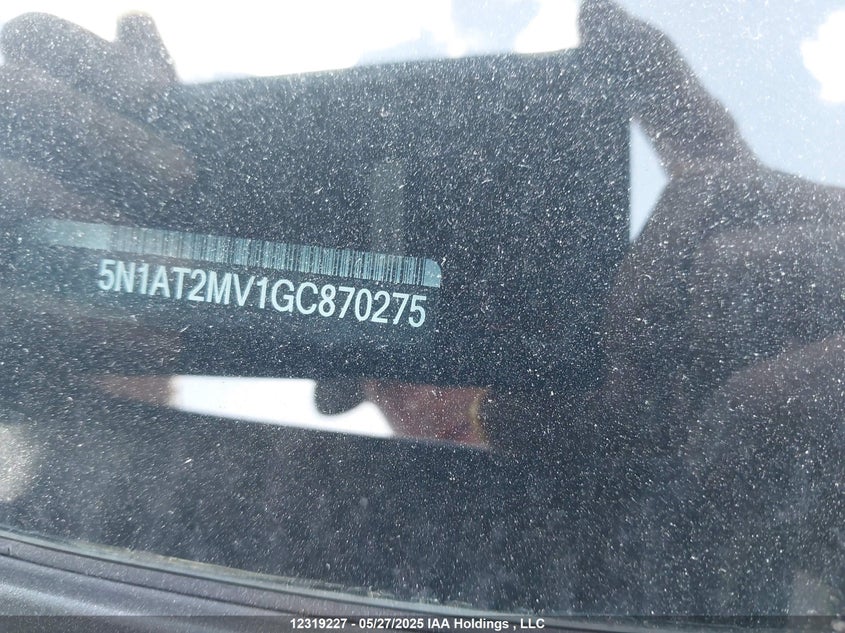 5N1AT2MV1GC870275
12319227 - 05/27/2025 IAA Holdings , LLC